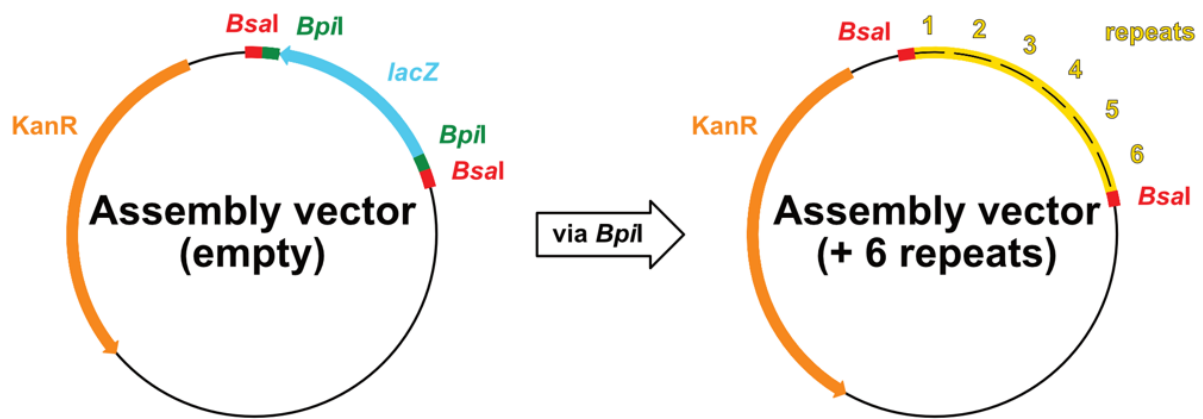 BsaI
BpiI
lacZ
KanR
BpiI
BsaI
Assembly vector
(empty)
via BpiI
BsaI
1
2
3
4
5
6
repeats
KanR
BsaI
Assembly vector
(+ 6 repeats)